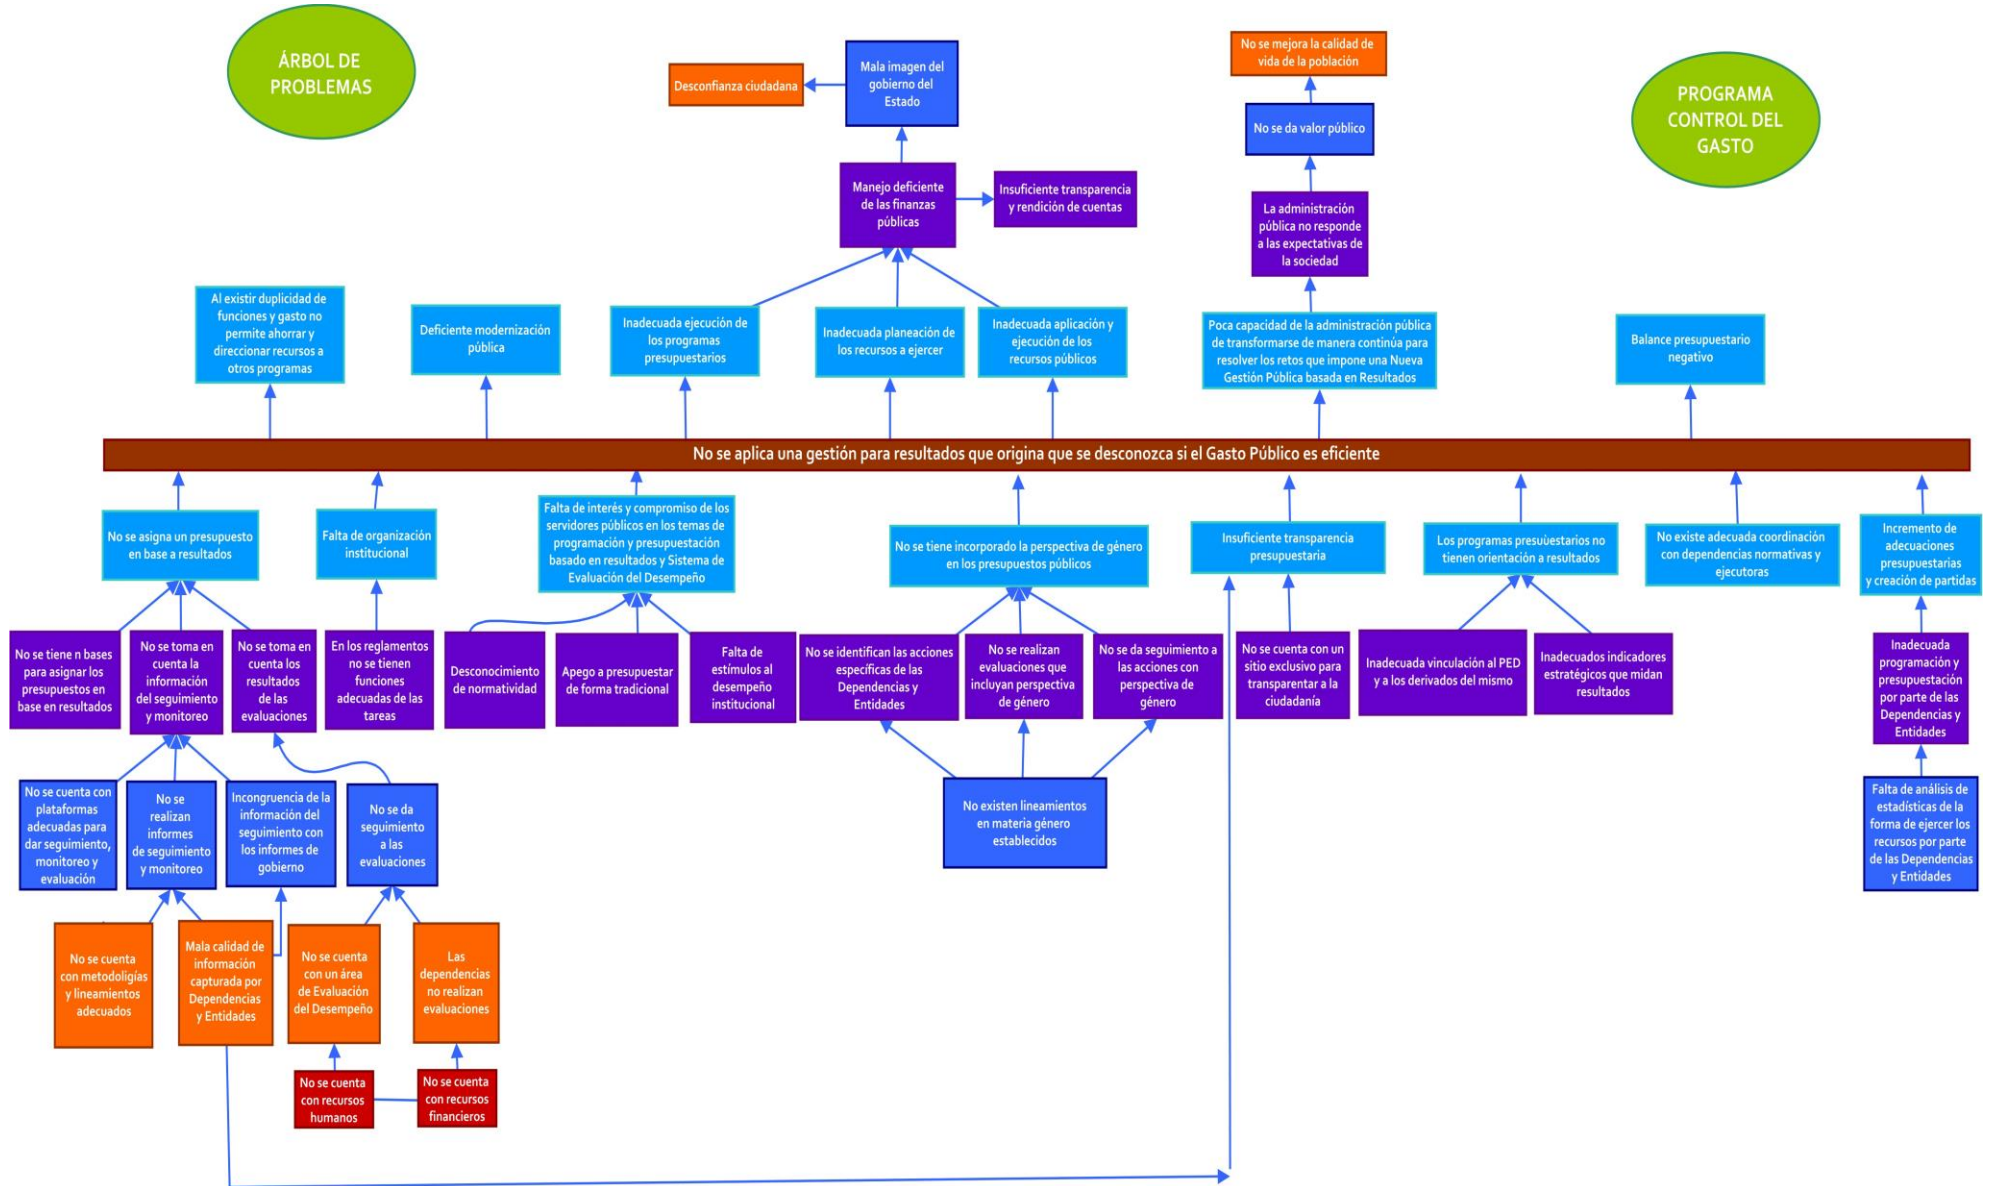 ÁRBOL DE
PROBLEMAS
Desconfianza ciudadana
Mala imagen del
gobierno del
Estado
No se mejora la calidad de
vida de la población
PROGRAMA
CONTROL DEL
GASTO
No se da valor público
Manejo deficiente
de las finanzas
públicas
Insuficiente transparencia
y rendición de cuentas
La administración
pública no responde
a las expectativas de
la sociedad
Al existir duplicidad de
funciones y gasto no
permite ahorrar y
direccionar recursos a
otros programas
Deficiente modernización
pública
Inadecuada ejecución de
los programas
presupuestarios
Inadecuada planeación de
los recursos a ejercer
Inadecuada aplicación y
ejecución de los
recursos públicos
Poca capacidad de la administración pública
de transformarse de manera continúa para
resolver los retos que impone una Nueva
Gestión Pública basada en Resultados
Balance presupuestario
negativo
No se aplica una gestión para resultados que origina que se desconozca si el Gasto Público es eficiente
No se asigna un presupuesto
en base a resultados
Falta de organización
institucional
Falta de interés y compromiso de los
servidores públicos en los temas de
programación y presupuestación
basado en resultados y Sistema de
Evaluación del Desempeño
No se tiene incorporado la perspectiva de género
en los presupuestos públicos
Insuficiente transparencia
presupuestaria
Los programas presuùestarios no
tienen orientación a resultados
No existe adecuada coordinación
con dependencias normativas y
ejecutoras
Incremento de
adecuaciones
presupuestarias
y creación de partidas
No se tiene n bases
para asignar los
presupuestos en
base en resultados
No se toma en
cuenta la
información
del seguimiento
y monitoreo
No se toma en
cuenta los
resultados
de las
evaluaciones
En los reglamentos
no se tienen
funciones
adecuadas de las
tareas
Desconocimiento
de normatividad
Apego a presupuestar
de forma tradicional
Falta de
estímulos al
desempeño
institucional
No se identifican las acciones
específicas de las
Dependencias y
Entidades
No se realizan
evaluaciones que
incluyan perspectiva
de género
No se da seguimiento a
las acciones con
perspectiva de
género
No se cuenta con un
sitio exclusivo para
transparentar a la
ciudadanía
Inadecuada vinculación al PED
y a los derivados del mismo
Inadecuados indicadores
estratégicos que midan
resultados
Inadecuada
programación y
presupuestación
por parte de las
Dependencias y
Entidades
No se cuenta con
plataformas
adecuadas para
dar seguimiento,
monitoreo y
evaluación
No se
realizan
informes
de seguimiento
y monitoreo
Incongruencia de la
información del
seguimiento con
los informes de
gobierno
No se da
seguimiento
a las
evaluaciones
No existen lineamientos
en materia género
establecidos
Falta de análisis de
estadísticas de la
forma de ejercer los
recursos por parte
de las Dependencias
y Entidades
No se cuenta
con metodoligías
y lineamientos
adecuados
Mala calidad de
información
capturada por
Dependencias
y Entidades
No se cuenta
con un área
de Evaluación
del Desempeño
Las
dependencias
no realizan
evaluaciones
No se cuenta
con recursos
humanos
No se cuenta
con recursos
financieros